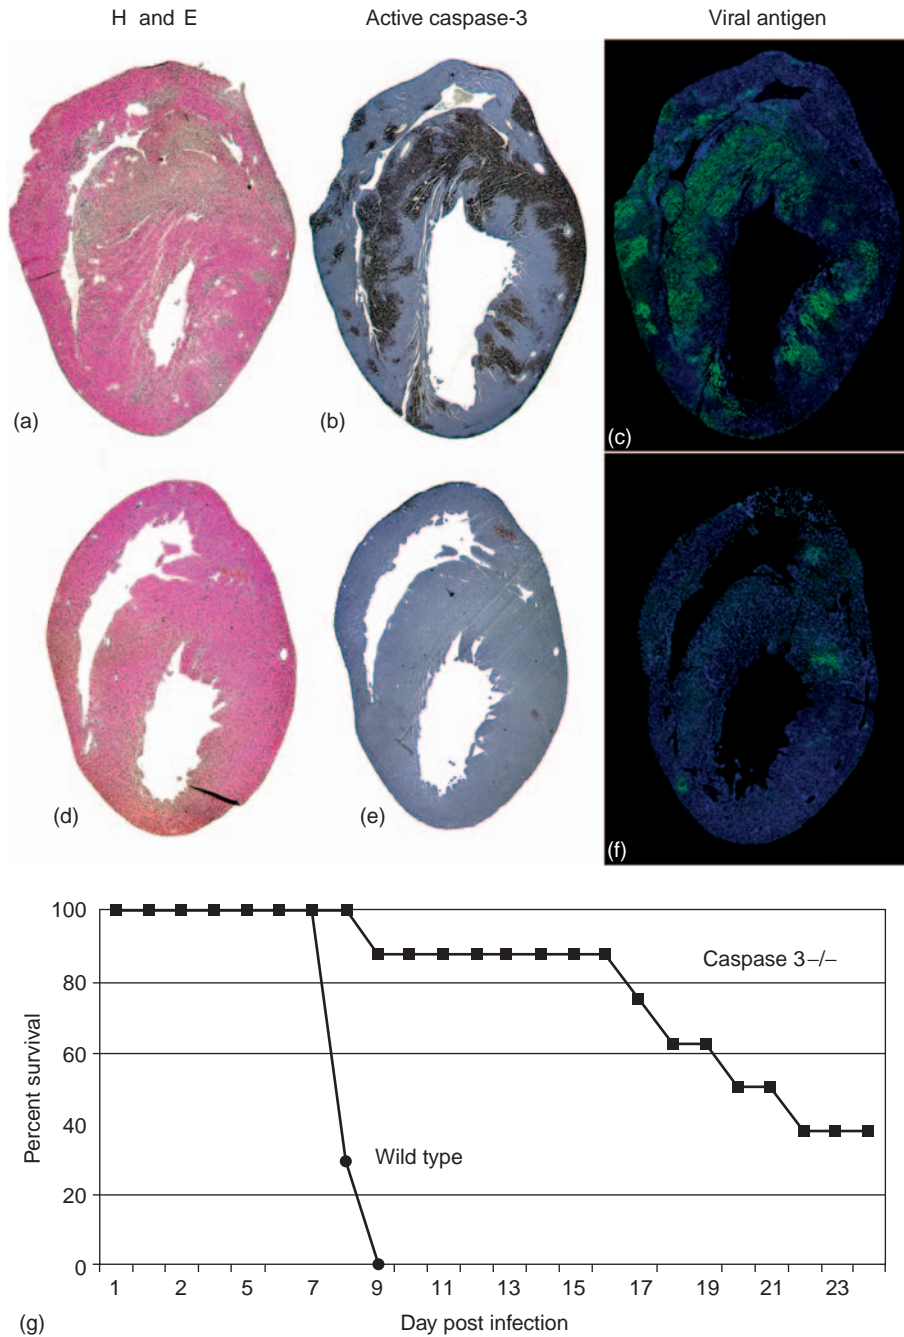 H and E Active caspase-3 Viral antigen
(a) (b) (c)
(d) (e) (f)
100
80
60
40
20
0
Percent survival
Caspase 3–/–
Wild type
1 2 5 7 9 11 13 15 17 19 21 23
Day post infection
(g)